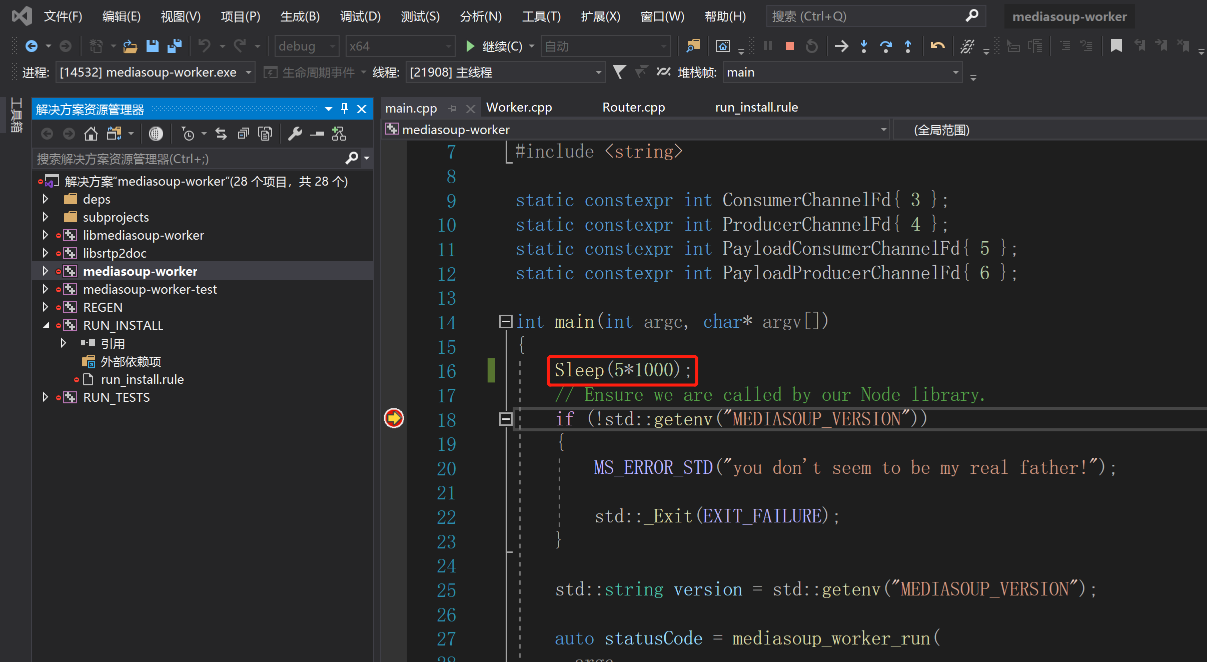 文件(F) 编辑(E) 视图(V) 项目(P) 生成(B) 调试(D) 测试(S) 分析(N) 工具(T) 扩展(X) 窗口(W) 帮助(H) 搜索 (Ctrl+Q) mediasoup-worker
debug x64 继续(C) 自动
进程: [14532] mediasoup-worker.exe 生命周期事件 线程: [21908] 主线程 堆栈帧: main
工具箱
解决方案资源管理器
搜索解决方案资源管理器(Ctrl+;)
解决方案"mediasoup-worker"(28 个项目，共 28 个)
deps
subprojects
libmediasoup-worker
libsrtp2doc
mediasoup-worker
mediasoup-worker-test
REGEN
RUN_INSTALL
引用
外部依赖项
run_install.rule
RUN_TESTS
main.cpp Worker.cpp Router.cpp run_install.rule
mediasoup-worker (全局范围)
7 #include <string>
8
9 static constexpr int ConsumerChannelFd{ 3 };
10 static constexpr int ProducerChannelFd{ 4 };
11 static constexpr int PayloadConsumerChannelFd{ 5 };
12 static constexpr int PayloadProducerChannelFd{ 6 };
13
14 int main(int argc, char* argv[])
15 {
16 Sleep(5*1000);
17 // Ensure we are called by our Node library.
18 if (!std::getenv("MEDIASOUP_VERSION"))
19 {
20 MS_ERROR_STD("you don't seem to be my real father!");
21
22 std::_Exit(EXIT_FAILURE);
23 }
24
25 std::string version = std::getenv("MEDIASOUP_VERSION");
26
27 auto statusCode = mediasoup_worker_run(
28 argc